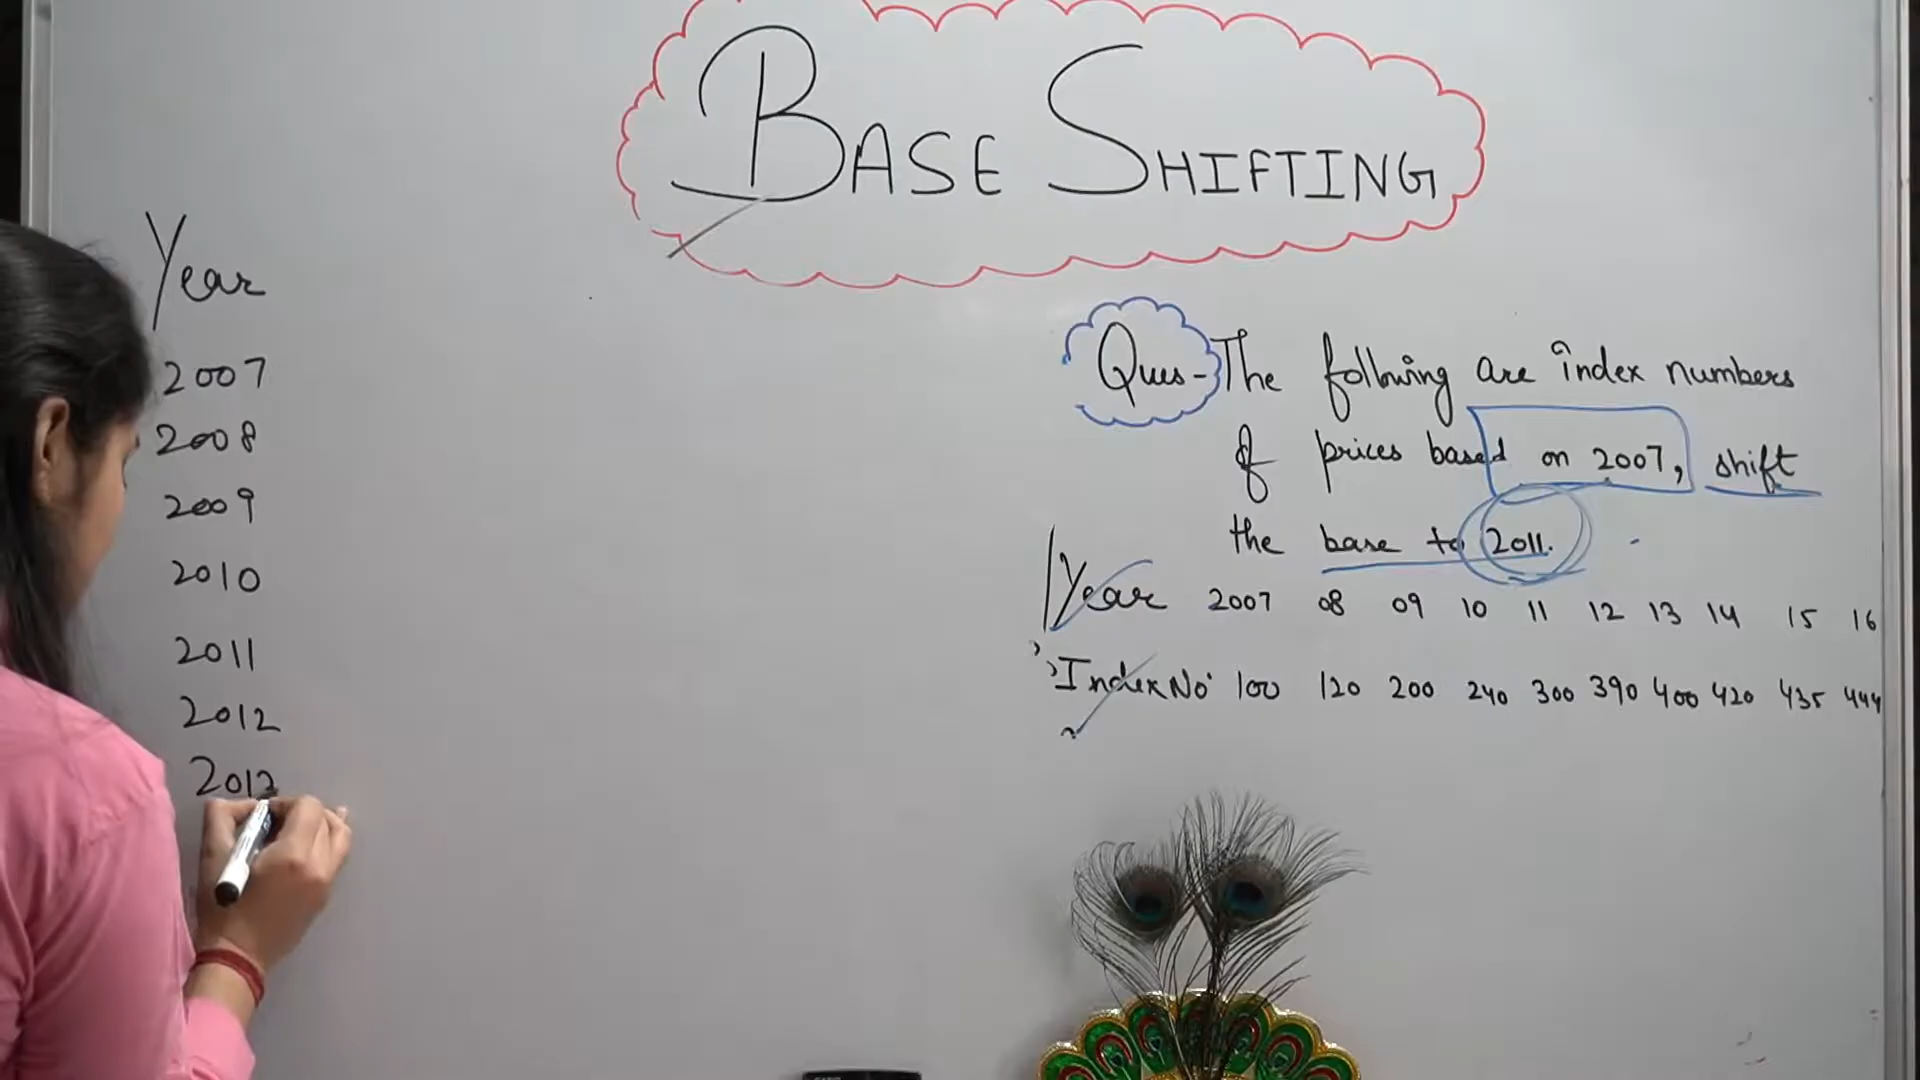 BASE SHIFTING
Year
2007
2008
2009
2010
2011
2012
2013
Ques- The following are index numbers
of prices based on 2007, shift
the base to 2011.
Year 2007 08 09 10 11 12 13 14 15 16
Index No. 100 120 200 240 300 390 400 420 435 444